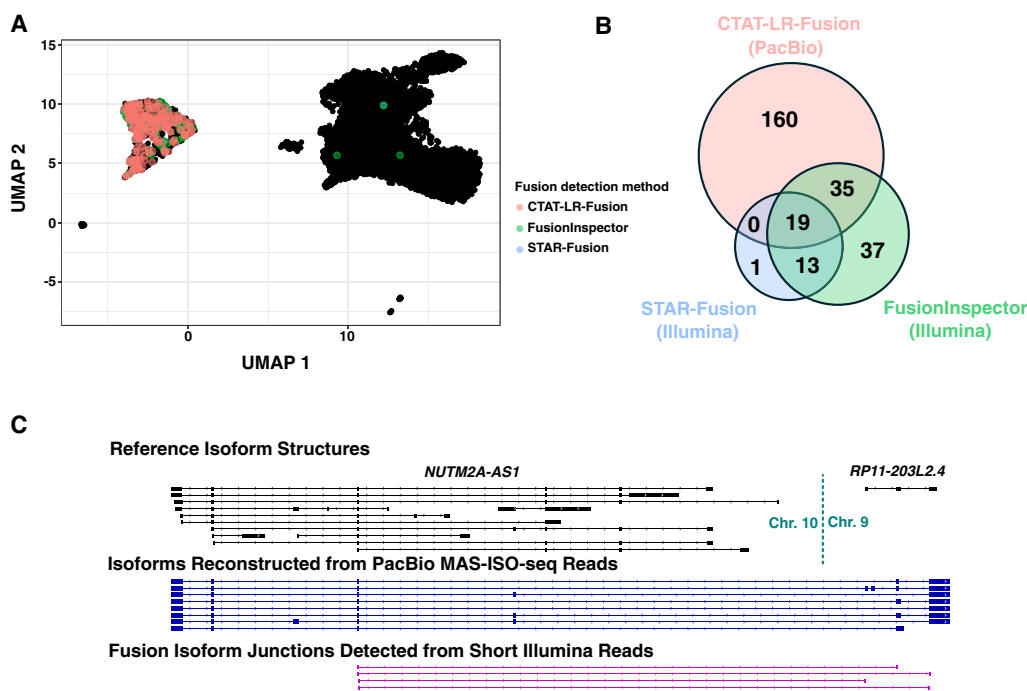 A
15
10
5
0
-5
UMAP 2
0
10
UMAP 1
Fusion detection method
CTAT-LR-Fusion
FusionInspector
STAR-Fusion
B
CTAT-LR-Fusion
(PacBio)
160
35
0
19
1
13
37
STAR-Fusion
(Illumina)
FusionInspector
(Illumina)
C
Reference Isoform Structures
NUTM2A-AS1
RP11-203L2.4
Chr. 10
Chr. 9
Isoforms Reconstructed from PacBio MAS-ISO-seq Reads
Fusion Isoform Junctions Detected from Short Illumina Reads